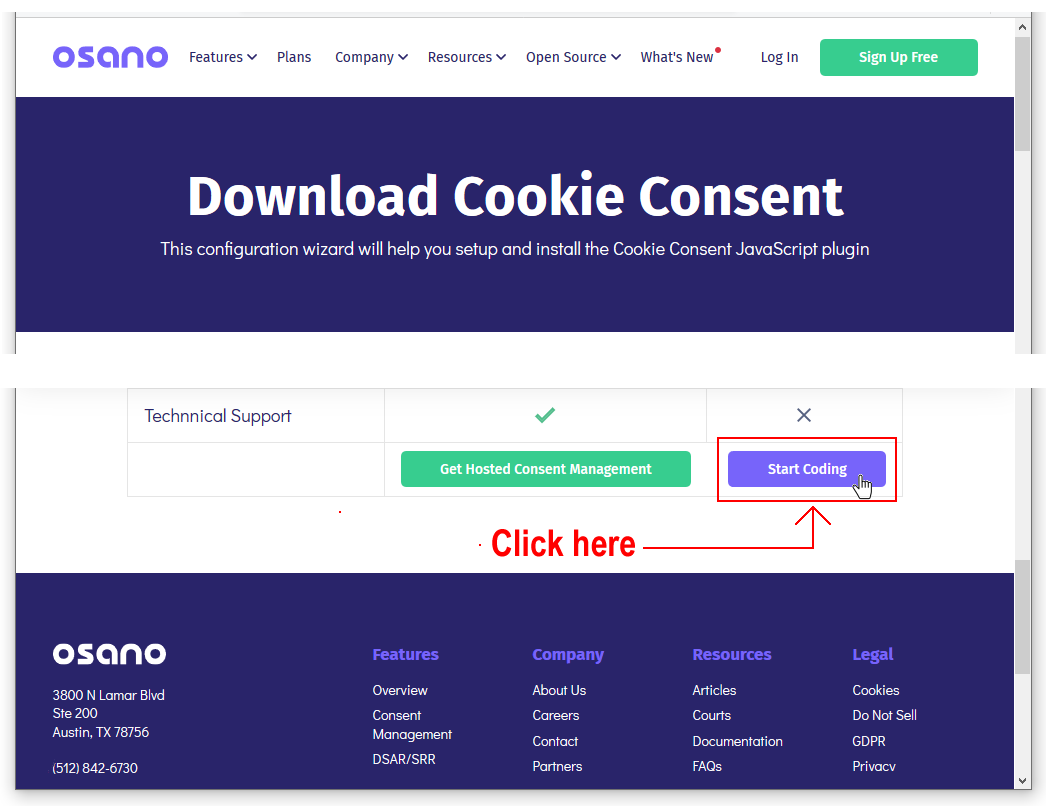 osano Features Plans Company Resources Open Source What's New Log In Sign Up Free
Download Cookie Consent
This configuration wizard will help you setup and install the Cookie Consent JavaScript plugin
Technnical Support
Get Hosted Consent Management Start Coding
Click here
osano
3800 N Lamar Blvd
Ste 200
Austin, TX 78756
(512) 842-6730
Features
Overview
Consent
Management
DSAR/SRR
Company
About Us
Careers
Contact
Partners
Resources
Articles
Courts
Documentation
FAQs
Legal
Cookies
Do Not Sell
GDPR
Privacy